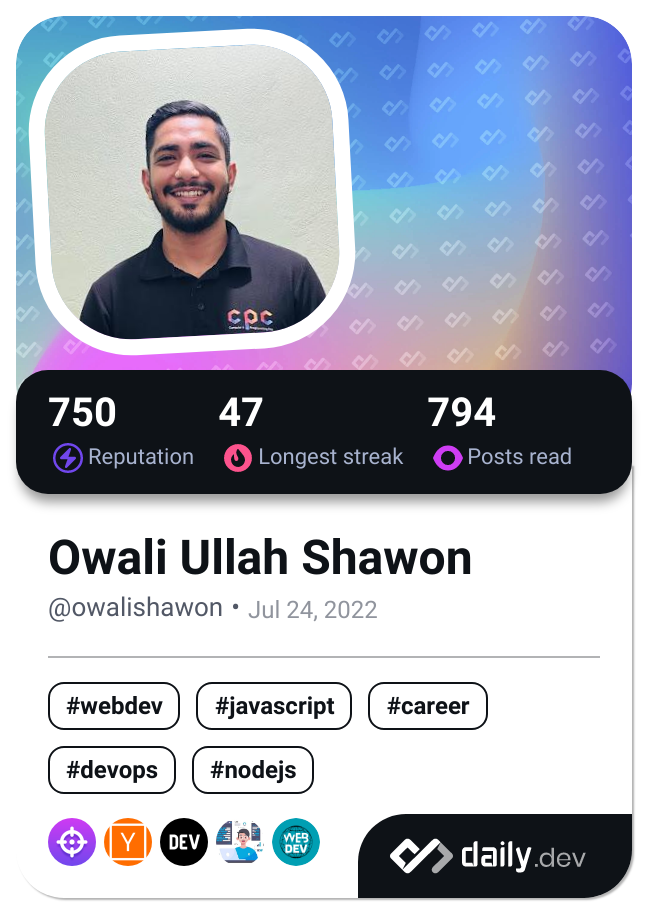 cpc
750 47 794
Reputation Longest streak Posts read
Owali Ullah Shawon
@owalishawon • Jul 24, 2022
#webdev #javascript #career
#devops #nodejs
Y DEV WEB
DEV
daily.dev